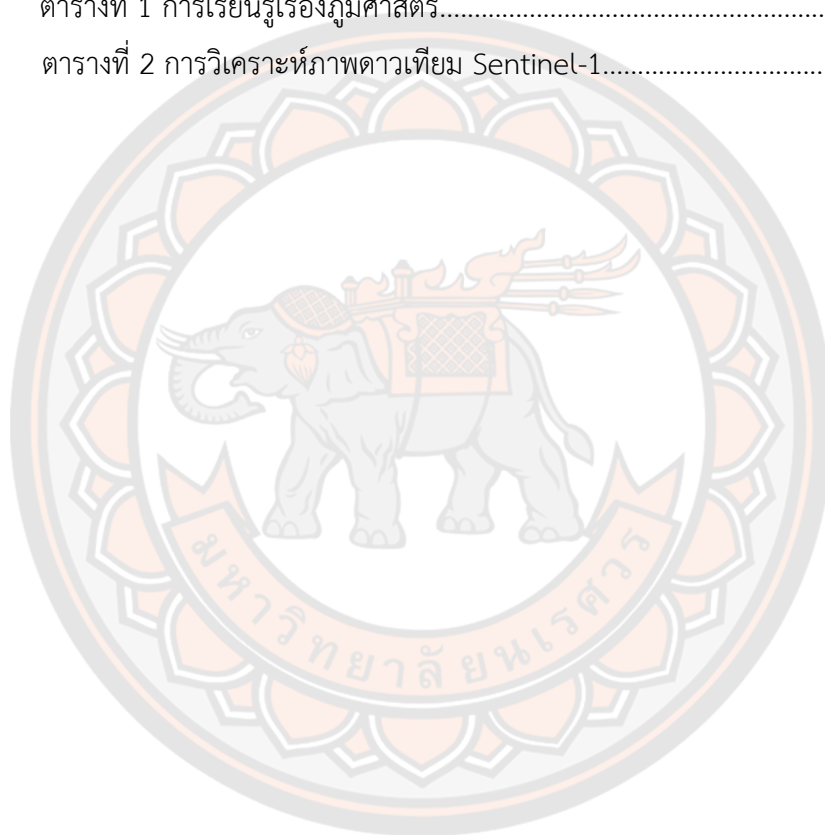 ตารางที่ 1 การเรียนรู้เรื่องภูมิศาสตร์........................................................
ตารางที่ 2 การวิเคราะห์ภาพดาวเทียม Sentinel-1................................
มหาวิทยาลัยนเรศวร